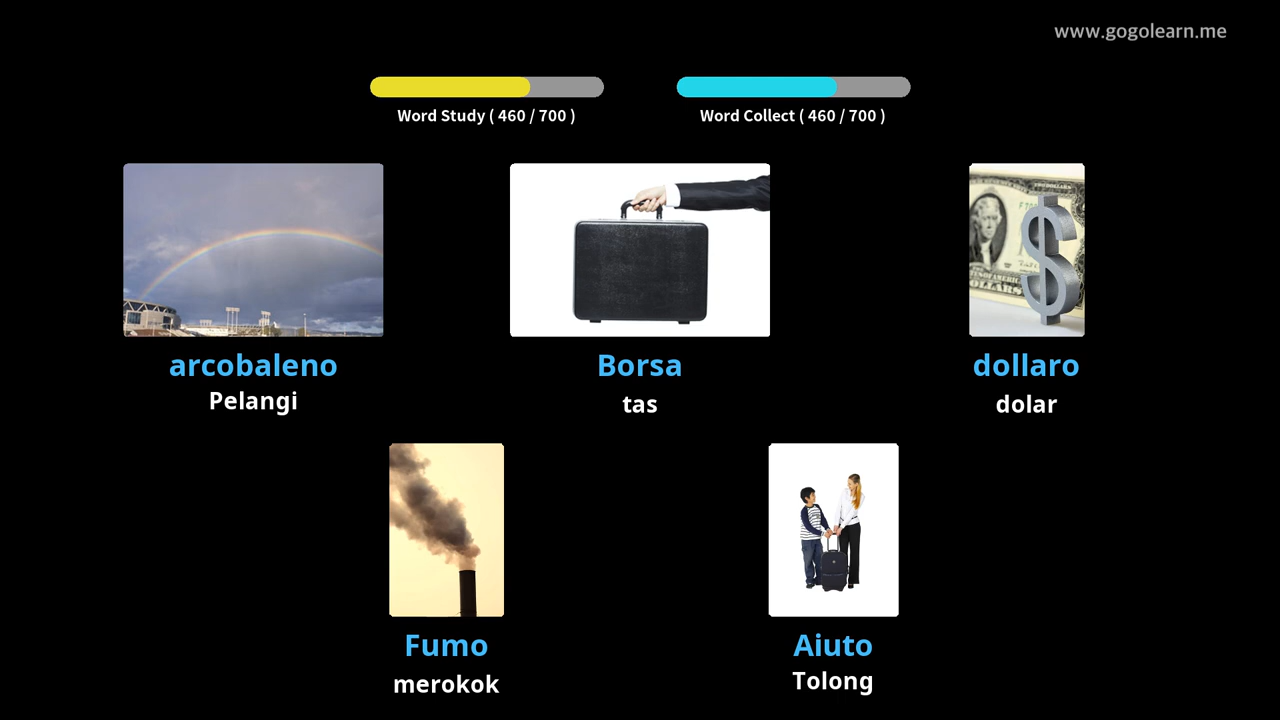 www.gogolearn.me
Word Study ( 460 / 700 )
Word Collect ( 460 / 700 )
arcobaleno
Pelangi
Borsa
tas
dollaro
dolar
Fumo
merokok
Aiuto
Tolong